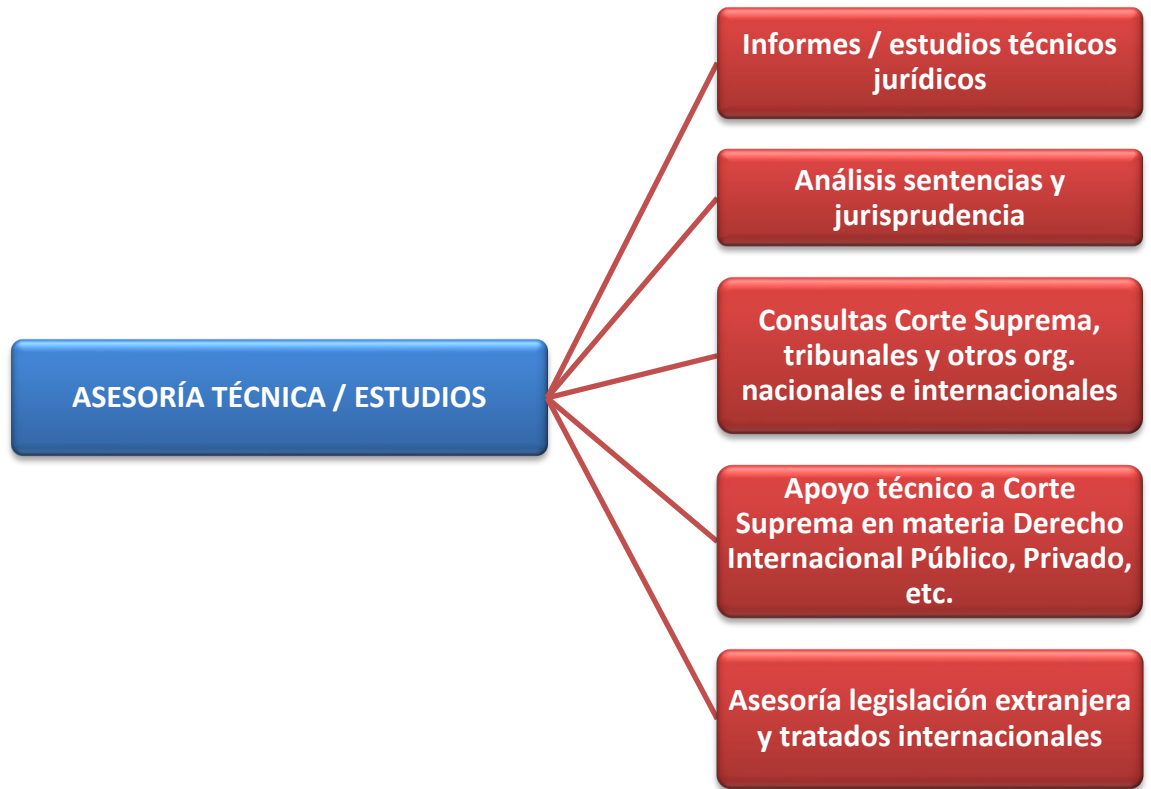 Informes / estudios técnicos
jurídicos
Análisis sentencias y
jurisprudencia
Consultas Corte Suprema,
tribunales y otros org.
nacionales e internacionales
ASESORÍA TÉCNICA / ESTUDIOS
Apoyo técnico a Corte
Suprema en materia Derecho
Internacional Público, Privado,
etc.
Asesoría legislación extranjera
y tratados internacionales